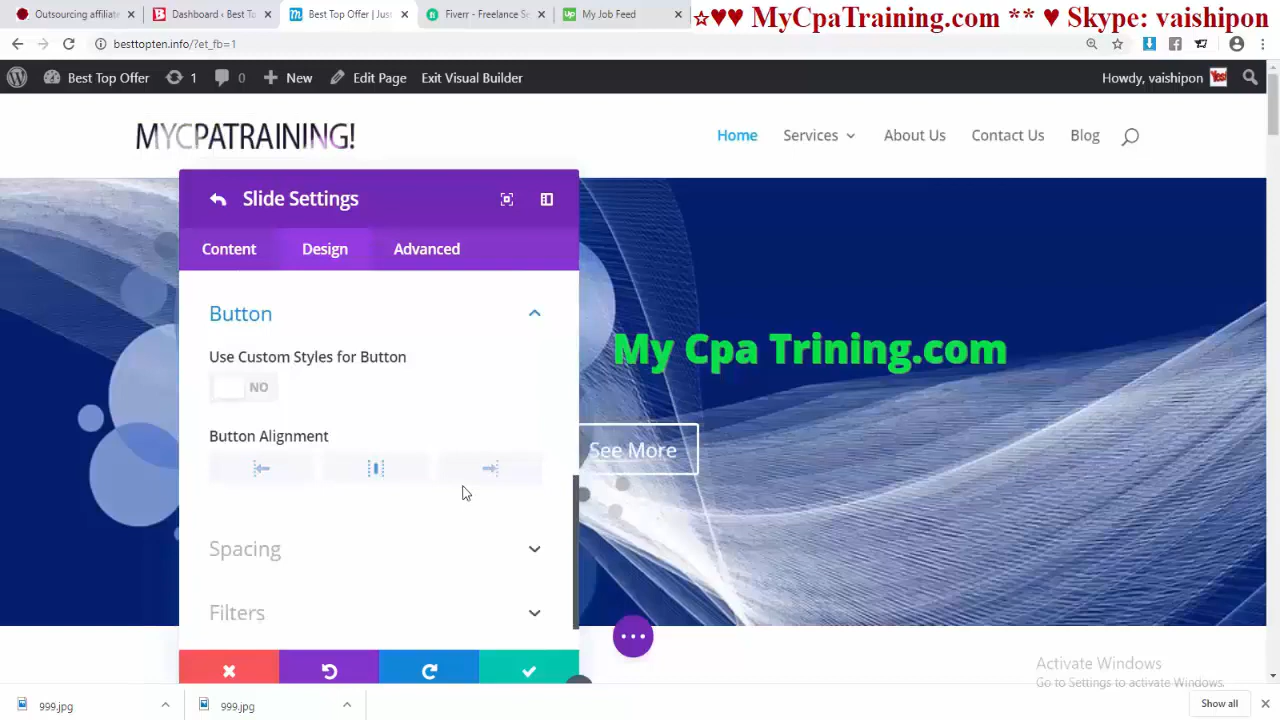 Outsourcing affiliate
Dashboard ‹ Best To
Best Top Offer | Jus
Fiverr - Freelance Se
My Job Feed
☆♥♥ MyCpaTraining.com ** ♥ Skype: vaishipon
besttopten.info/?et_fb=1
Best Top Offer 1 0 New Edit Page Exit Visual Builder Howdy, vaishipon
MYCPATRAINING!
Home Services About Us Contact Us Blog
Slide Settings
Content Design Advanced
Button
Use Custom Styles for Button
NO
Button Alignment
Spacing
Filters
My Cpa Trining.com
See More
Activate Windows
Go to Settings to activate Windows.
999.jpg 999.jpg Show all